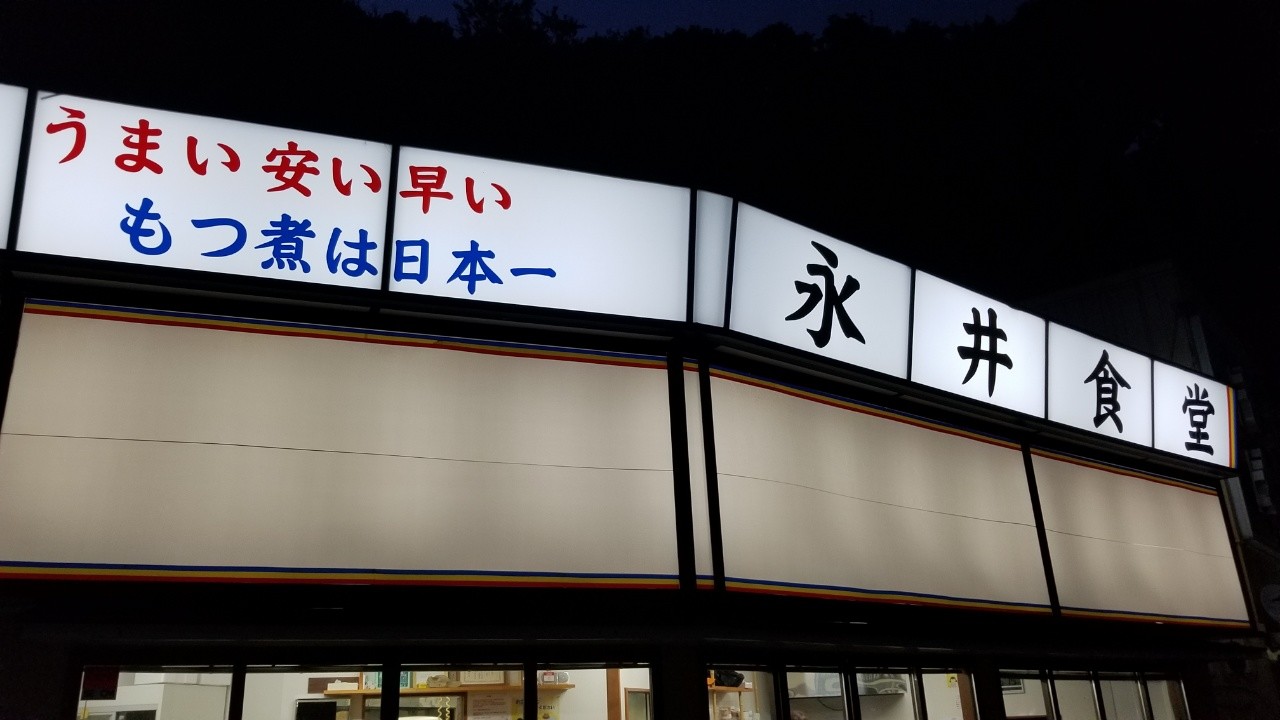 うまい 安い 早い
もつ煮は日本一
永井食堂